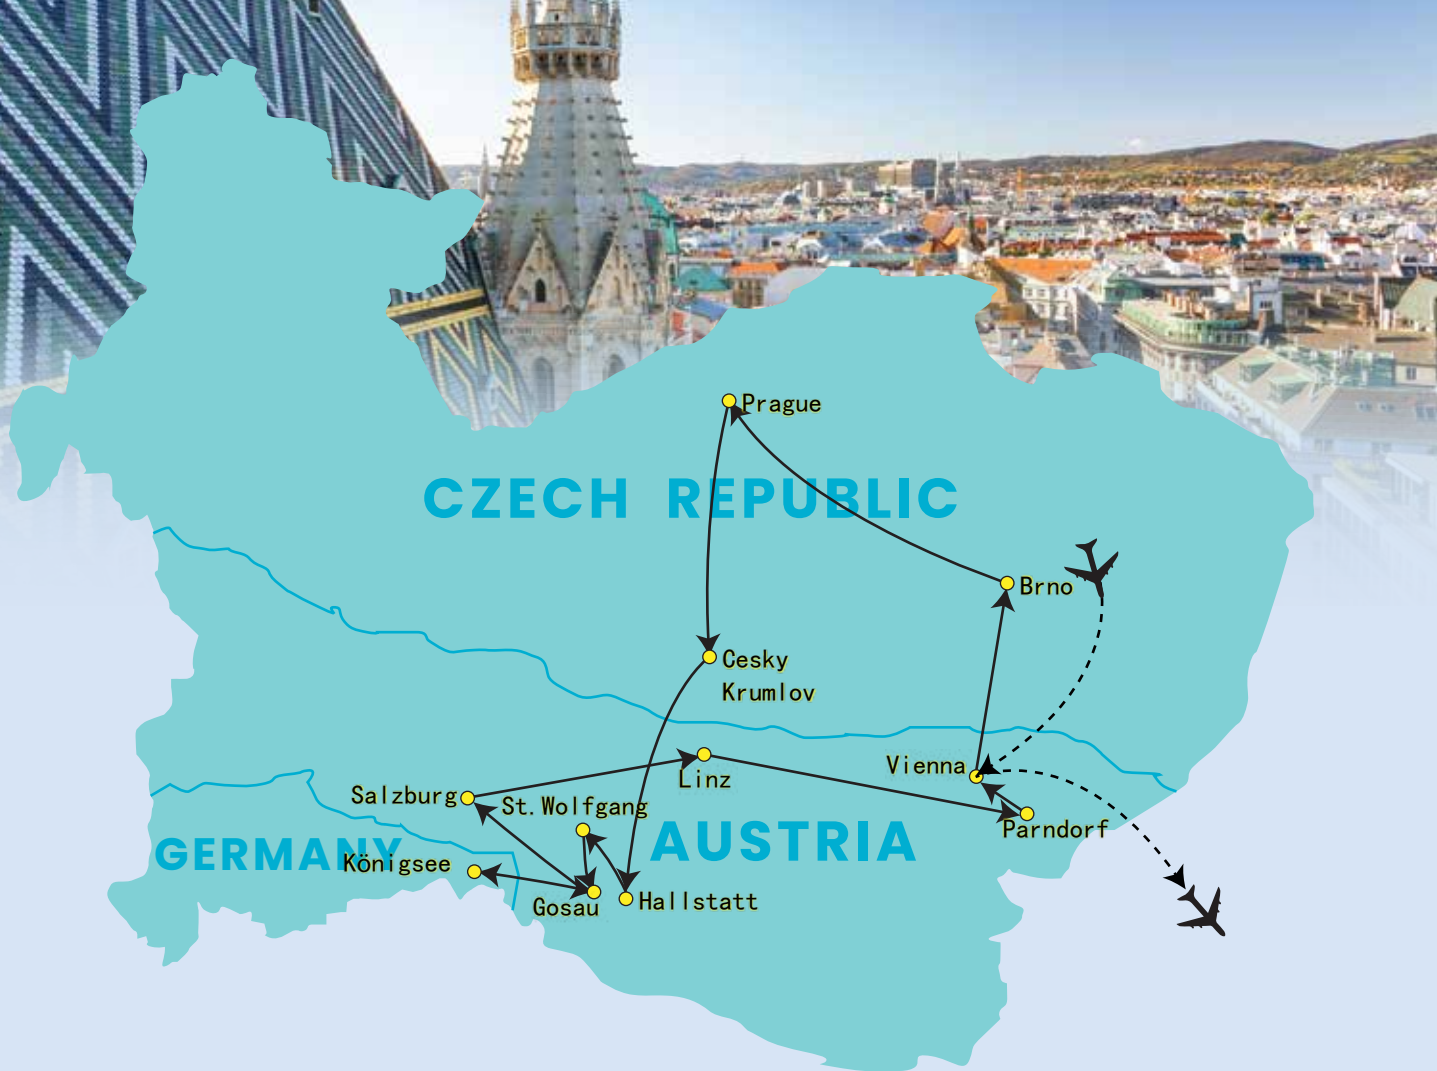 Prague
CZECH REPUBLIC
Brno
Cesky
Krumlov
Vienna
Linz
Salzburg
St.Wolfgang
Parndorf
AUSTRIA
GERMANY
Königsee
Gosau
Hallstatt